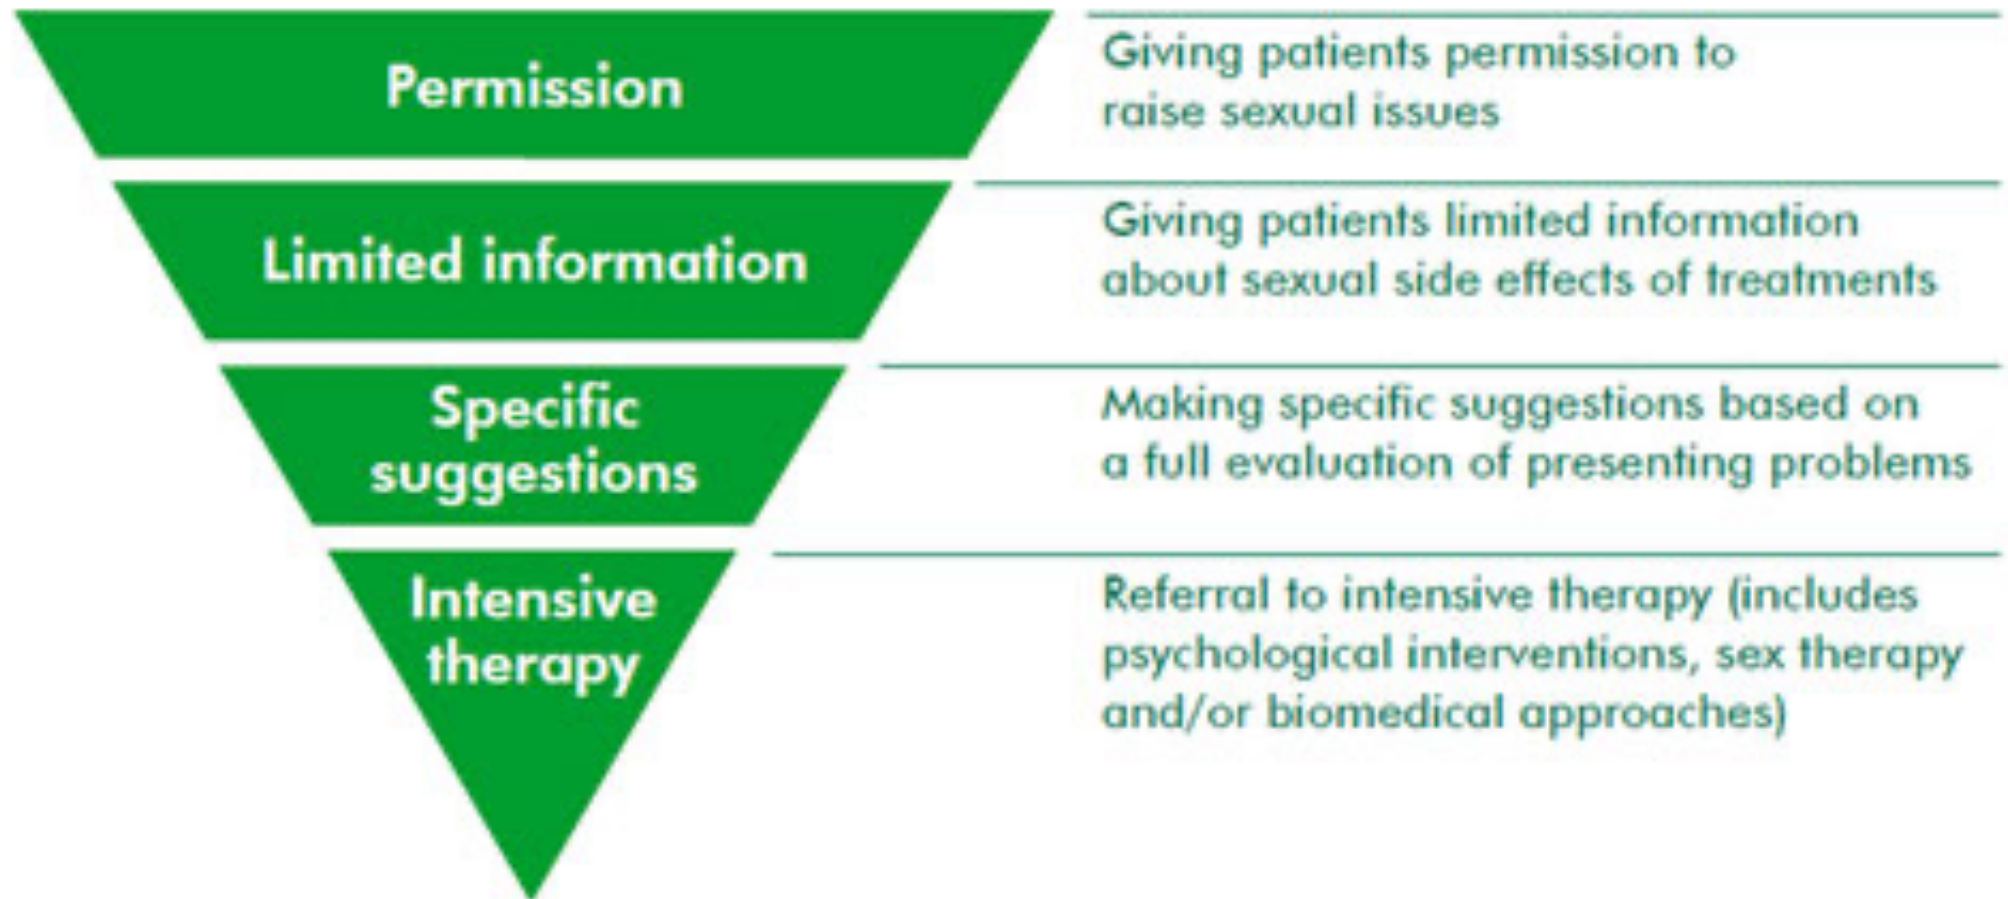 Permission
Giving patients permission to
raise sexual issues
Limited information
Giving patients limited information
about sexual side effects of treatments
Specific
suggestions
Making specific suggestions based on
a full evaluation of presenting problems
Intensive
therapy
Referral to intensive therapy (includes
psychological interventions, sex therapy
and/or biomedical approaches)